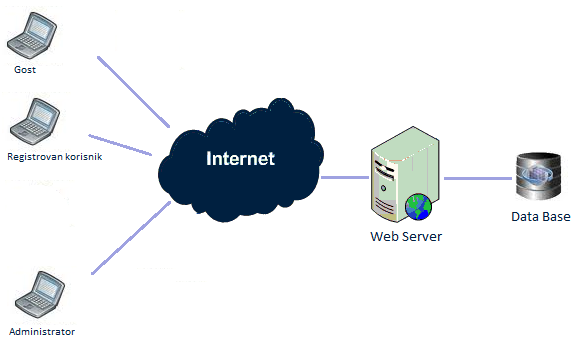 Gost
Registrovan korisnik
Internet
Web Server
Data Base
Administrator